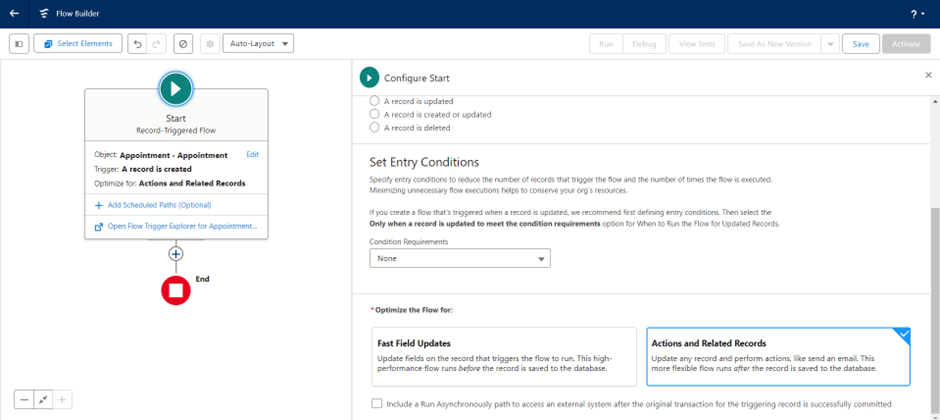 Flow Builder
?
Select Elements
Auto-Layout
Run
Debug
View Tests
Save As New Version
Save
Activate
Start
Record-Triggered Flow
Object: Appointment - Appointment
Edit
Trigger: A record is created
Optimize for: Actions and Related Records
+ Add Scheduled Paths (Optional)
Open Flow Trigger Explorer for Appointment...
End
Configure Start
A record is updated
A record is created or updated
A record is deleted
Set Entry Conditions
Specify entry conditions to reduce the number of records that trigger the flow and the number of times the flow is executed.
Minimizing unnecessary flow executions helps to conserve your org's resources.
If you create a flow that's triggered when a record is updated, we recommend first defining entry conditions. Then select the
Only when a record is updated to meet the condition requirements option for When to Run the Flow for Updated Records.
Condition Requirements
None
*Optimize the Flow for:
Fast Field Updates
Update fields on the record that triggers the flow to run. This high-
performance flow runs before the record is saved to the database.
Actions and Related Records
Update any record and perform actions, like send an email. This
more flexible flow runs after the record is saved to the database.
Include a Run Asynchronously path to access an external system after the original transaction for the triggering record is successfully committed